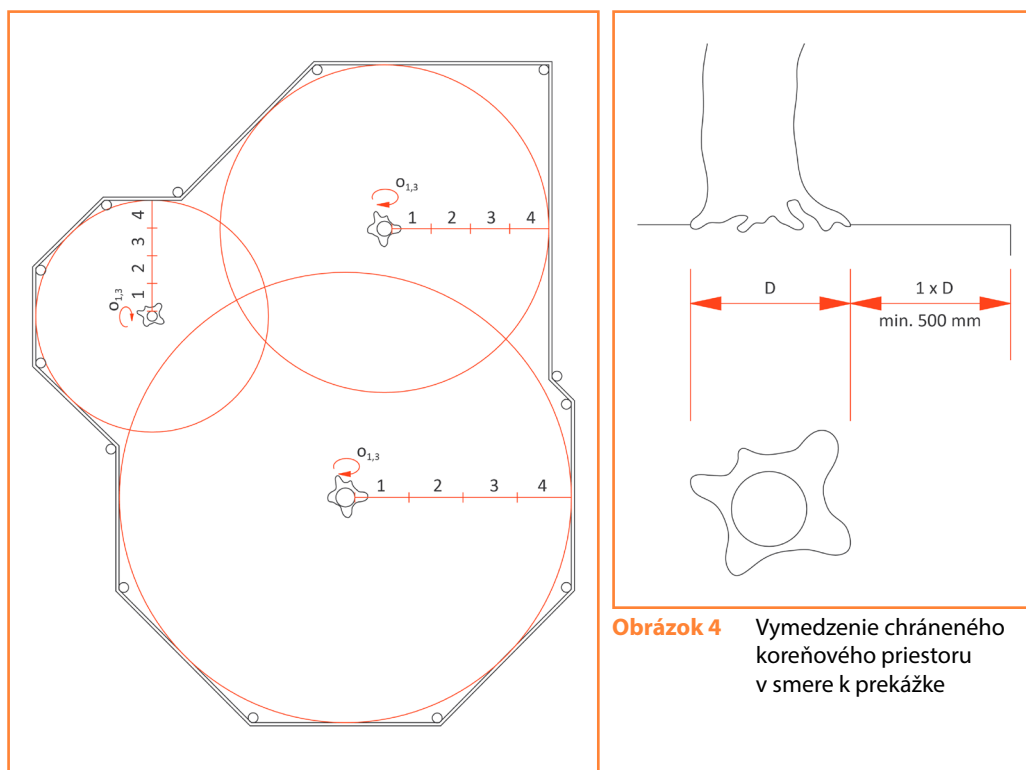 o1,3
1 2 3 4
4
3
2
1
o1,3
o1,3
1 2 3 4
D
1 x D
min. 500 mm
Obrázok 4 Vymedzenie chráneného
koreňového priestoru
v smere k prekážke